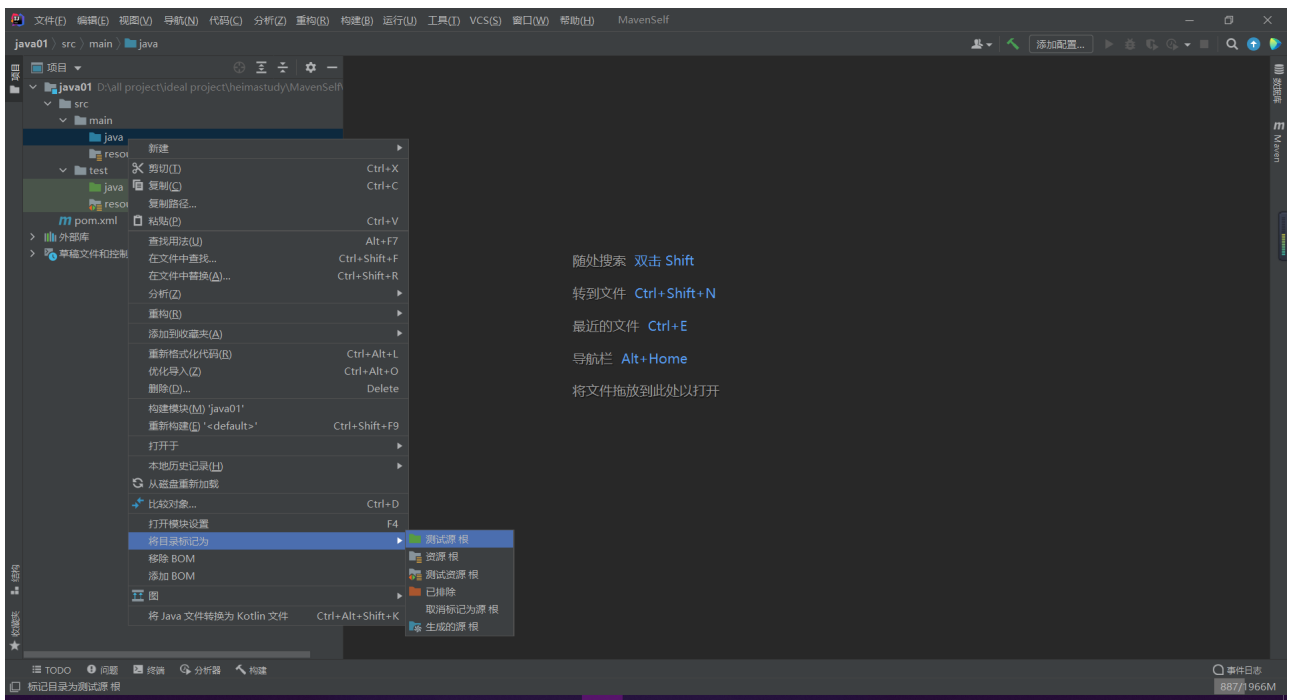 文件(F) 编辑(E) 视图(V) 导航(N) 代码(C) 分析(Z) 重构(R) 构建(B) 运行(U) 工具(T) VCS(S) 窗口(W) 帮助(H) MavenSelf
java01 src main java
添加配置...
项目
java01 D:\all project\ideal project\heimastudy\MavenSelf\
src
main
java
resou
test
java
resou
pom.xml
外部库
草稿文件和控制
新建
剪切(T) Ctrl+X
复制(C) Ctrl+C
复制路径...
粘贴(P) Ctrl+V
查找用法(U) Alt+F7
在文件中查找... Ctrl+Shift+F
在文件中替换(A)... Ctrl+Shift+R
分析(Z)
重构(R)
添加到收藏夹(A)
重新格式化代码(R) Ctrl+Alt+L
优化导入(Z) Ctrl+Alt+O
删除(D)... Delete
构建模块(M) 'java01'
重新构建(E) '<default>' Ctrl+Shift+F9
打开于
本地历史记录(H)
从磁盘重新加载
比较对象... Ctrl+D
打开模块设置 F4
将目录标记为
移除 BOM
添加 BOM
图
将 Java 文件转换为 Kotlin 文件 Ctrl+Alt+Shift+K
测试源 根
资源 根
测试资源 根
已排除
取消标记为源 根
生成的源 根
随处搜索 双击 Shift
转到文件 Ctrl+Shift+N
最近的文件 Ctrl+E
导航栏 Alt+Home
将文件拖放到此处以打开
数据库
m Maven
项目
结构
收藏夹
TODO 问题 终端 分析器 构建
事件日志
标记目录为测试源 根
887/1966M